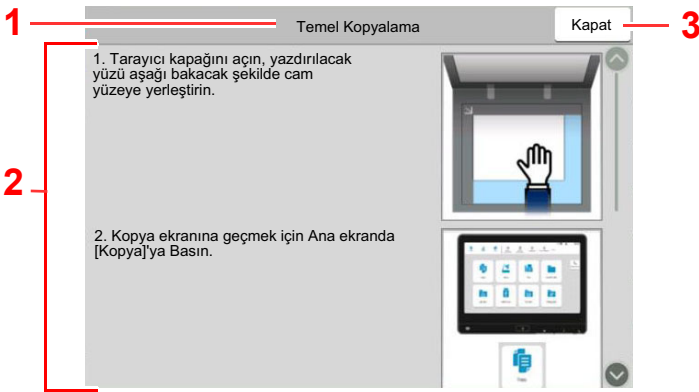 1
Temel Kopyalama
Kapat
3
2
1. Tarayıcı kapağını açın, yazdırılacak
yüzü aşağı bakacak şekilde cam
yüzeye yerleştirin.
2. Kopya ekranına geçmek için Ana ekranda
[Kopya]'ya Basın.